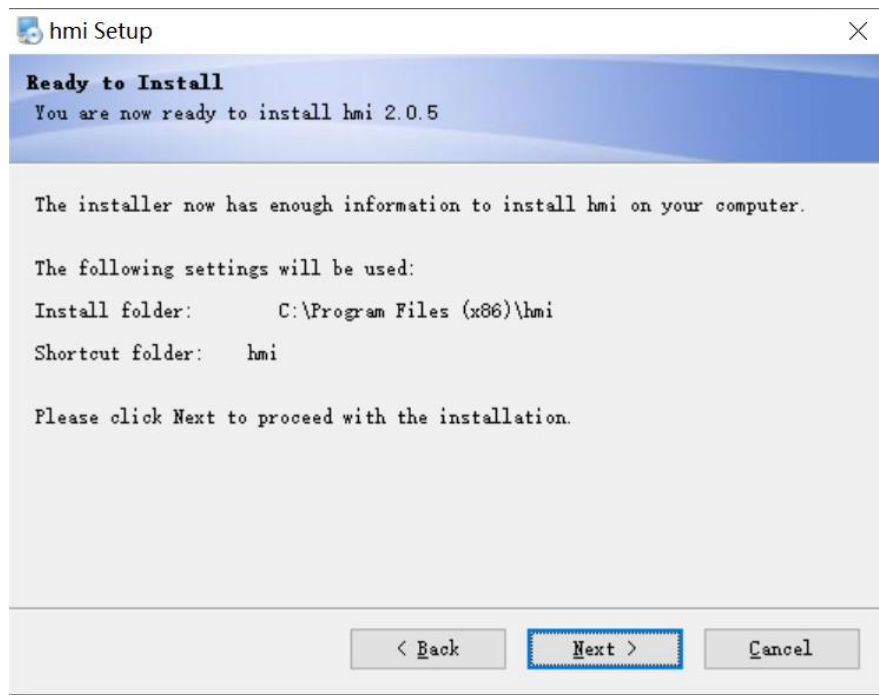 hmi Setup
Ready to Install
You are now ready to install hmi 2.0.5
The installer now has enough information to install hmi on your computer.
The following settings will be used:
Install folder: C:\Program Files (x86)\hmi
Shortcut folder: hmi
Please click Next to proceed with the installation.
< Back Next > Cancel